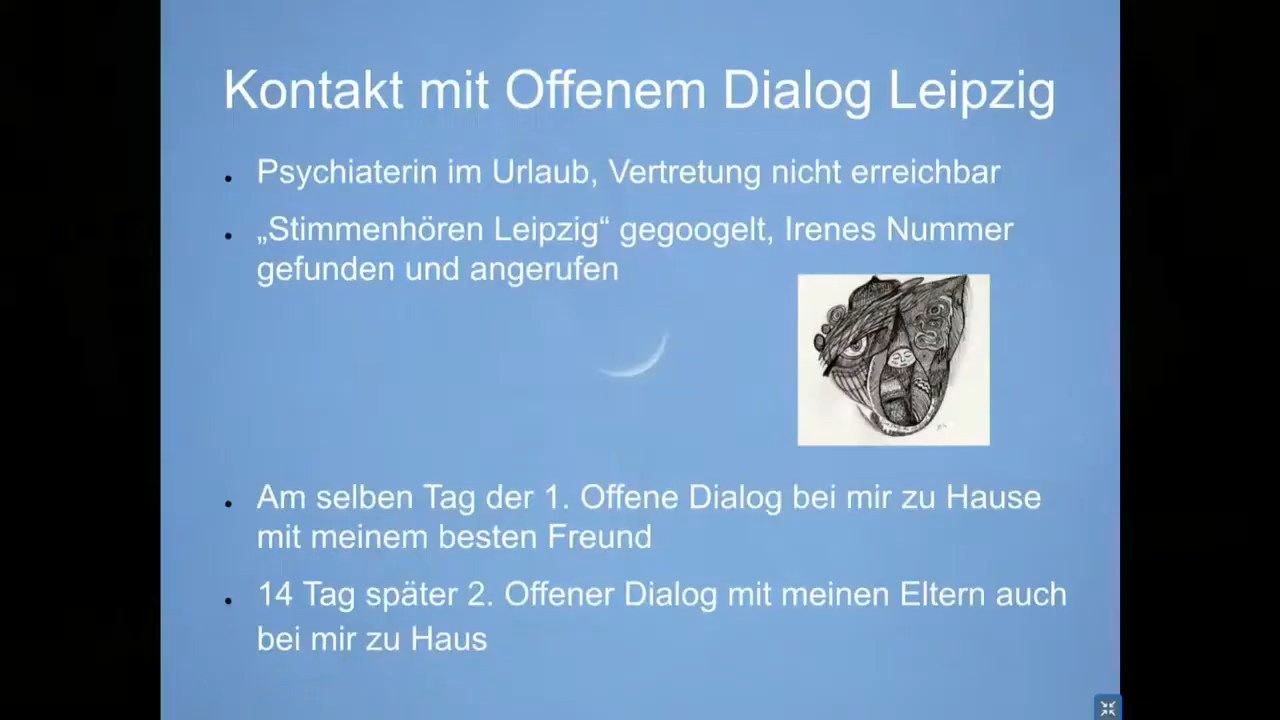 Kontakt mit Offenem Dialog Leipzig
Psychiaterin im Urlaub, Vertretung nicht erreichbar
„Stimmenhören Leipzig“ gegoogelt, Irenes Nummer
gefunden und angerufen
Am selben Tag der 1. Offene Dialog bei mir zu Hause
mit meinem besten Freund
14 Tag später 2. Offener Dialog mit meinen Eltern auch
bei mir zu Haus